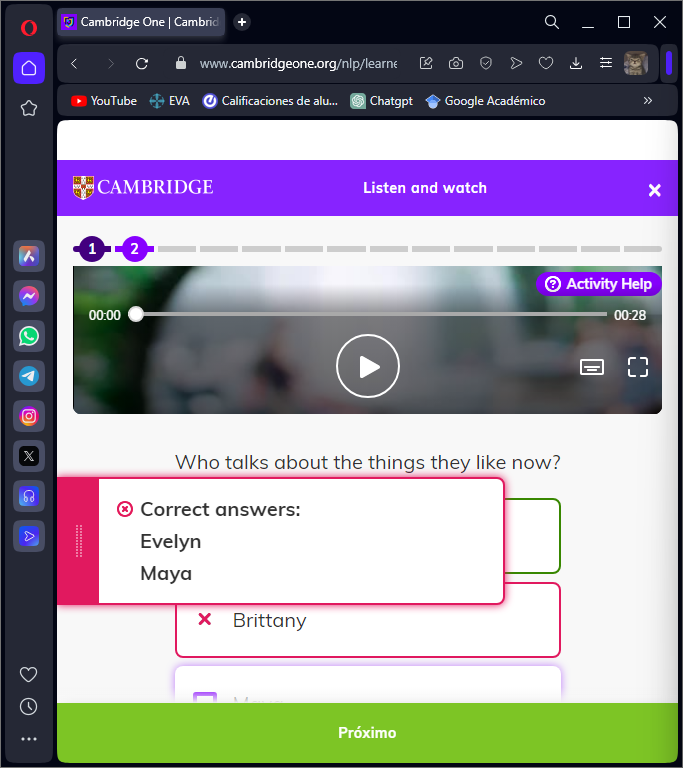 Cambridge One | Cambrid
www.cambridgeone.org/nlp/learne
YouTube
EVA
Calificaciones de alu...
Chatgpt
Google Académico
CAMBRIDGE
Listen and watch
1
2
Activity Help
00:00
00:28
Who talks about the things they like now?
Correct answers:
Evelyn
Maya
Brittany
Maya
Próximo